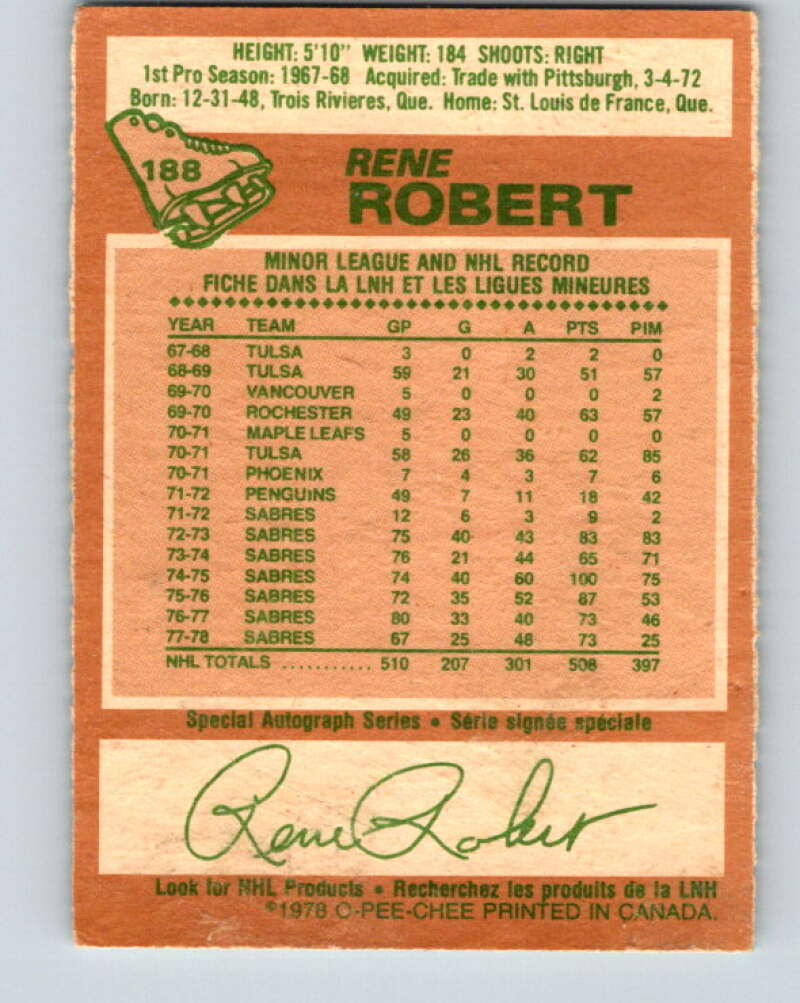 HEIGHT: 5'10" WEIGHT: 184 SHOOTS: RIGHT
1st Pro Season: 1967-68 Acquired: Trade with Pittsburgh, 3-4-72
Born: 12-31-48, Trois Rivieres, Que. Home: St. Louis de France, Que.
188
RENE
ROBERT
MINOR LEAGUE AND NHL RECORD
FICHE DANS LA LNH ET LES LIGUES MINEURES
YEAR TEAM GP G A PTS PIM
67-68 TULSA 3 0 2 2 0
68-69 TULSA 59 21 30 51 57
69-70 VANCOUVER 5 0 0 0 2
69-70 ROCHESTER 49 23 40 63 57
70-71 MAPLE LEAFS 5 0 0 0 0
70-71 TULSA 58 26 36 62 85
70-71 PHOENIX 7 4 3 7 6
71-72 PENGUINS 49 7 11 18 42
71-72 SABRES 12 6 3 9 2
72-73 SABRES 75 40 43 83 83
73-74 SABRES 76 21 44 65 71
74-75 SABRES 74 40 60 100 75
75-76 SABRES 72 35 52 87 53
76-77 SABRES 80 33 40 73 46
77-78 SABRES 67 25 48 73 25
NHL TOTALS ........... 510 207 301 508 397
Special Autograph Series • Série signée spéciale
Rene Robert
Look for NHL Products • Recherchez les produits de la LNH
©1978 O-PEE-CHEE PRINTED IN CANADA.